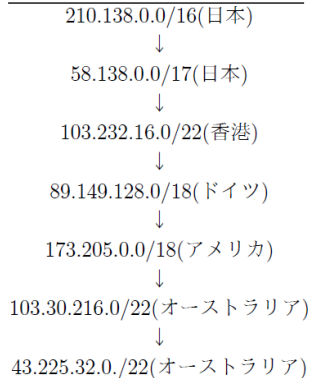 210.138.0.0/16(日本)
↓
58.138.0.0/17(日本)
↓
103.232.16.0/22(香港)
↓
89.149.128.0/18(ドイツ)
↓
173.205.0.0/18(アメリカ)
↓
103.30.216.0/22(オーストラリア)
↓
43.225.32.0./22(オーストラリア)